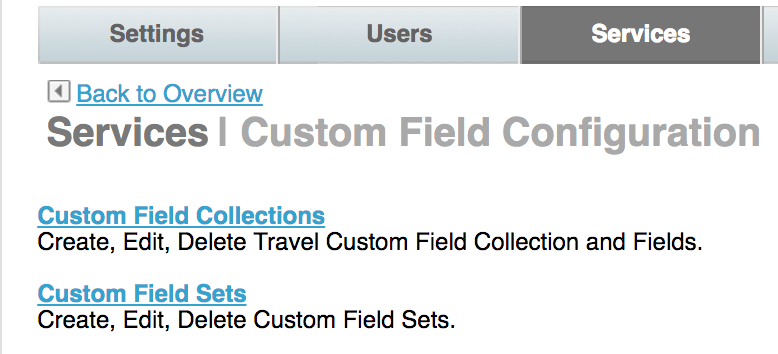 Settings Users Services
Back to Overview
Services | Custom Field Configuration
Custom Field Collections
Create, Edit, Delete Travel Custom Field Collection and Fields.
Custom Field Sets
Create, Edit, Delete Custom Field Sets.